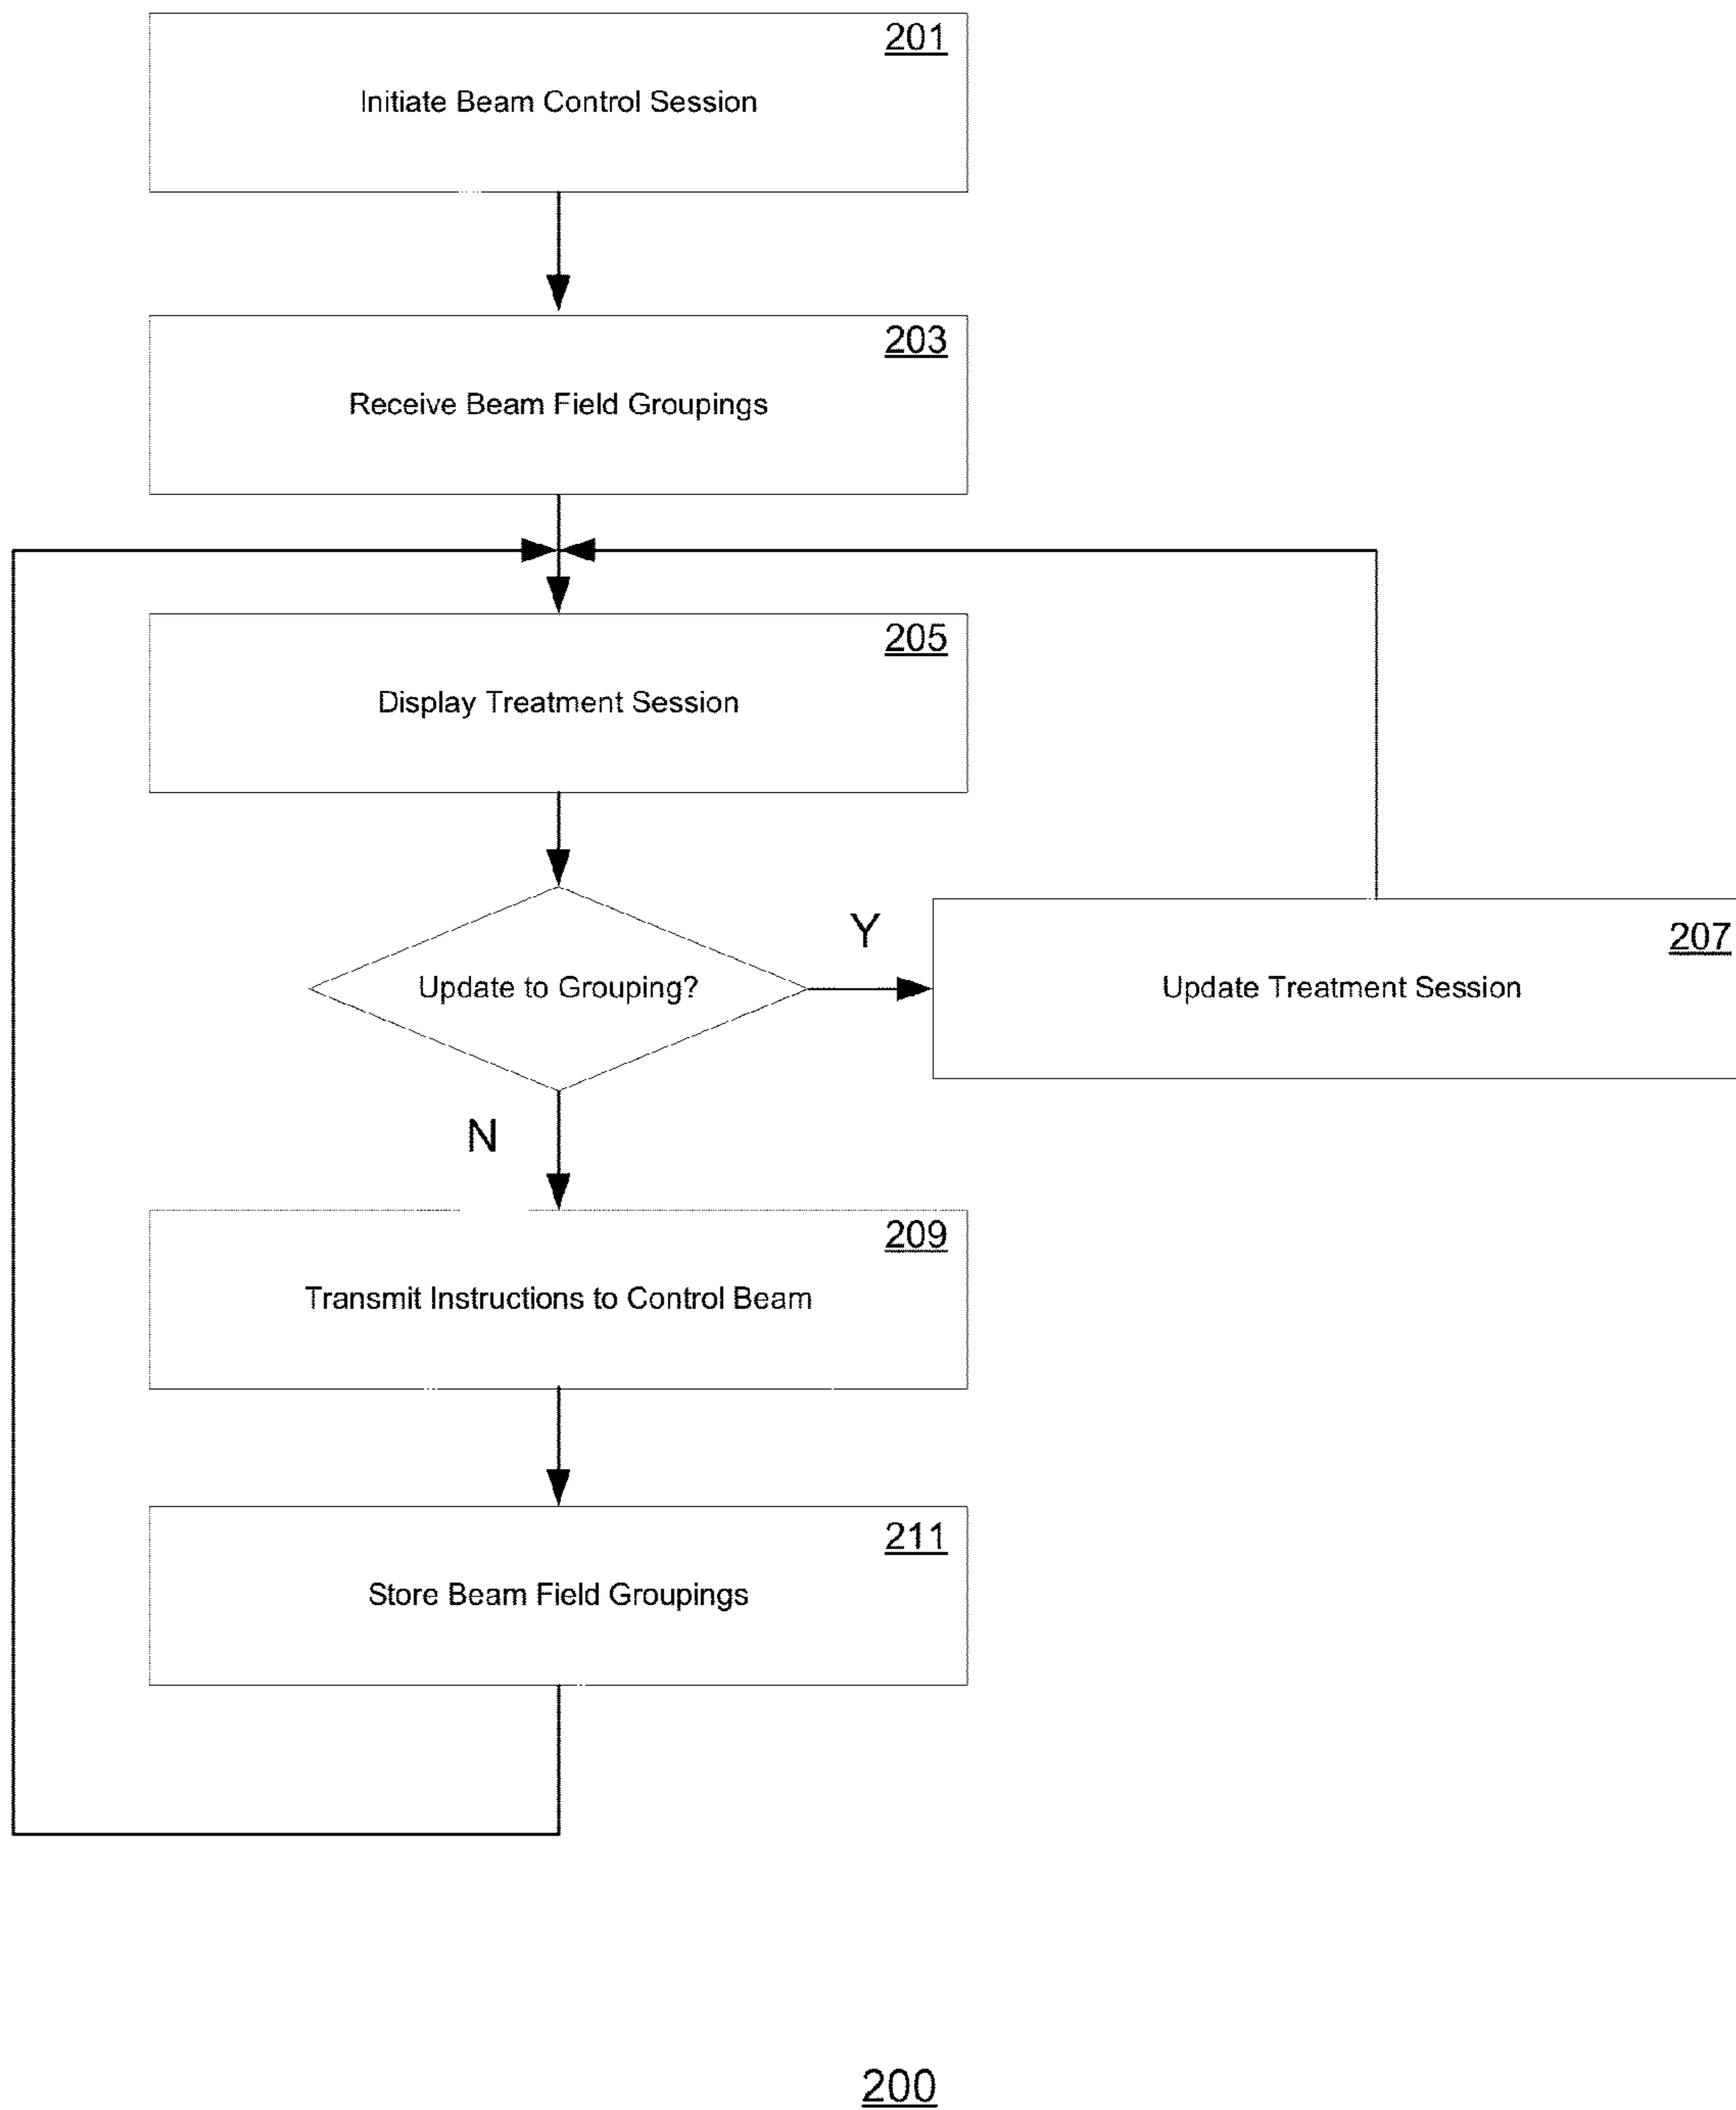 201
Initiate Beam Control Session
203
Receive Beam Field Groupings
205
Display Treatment Session
Update to Grouping?
Y
207
Update Treatment Session
N
209
Transmit Instructions to Control Beam
211
Store Beam Field Groupings
200